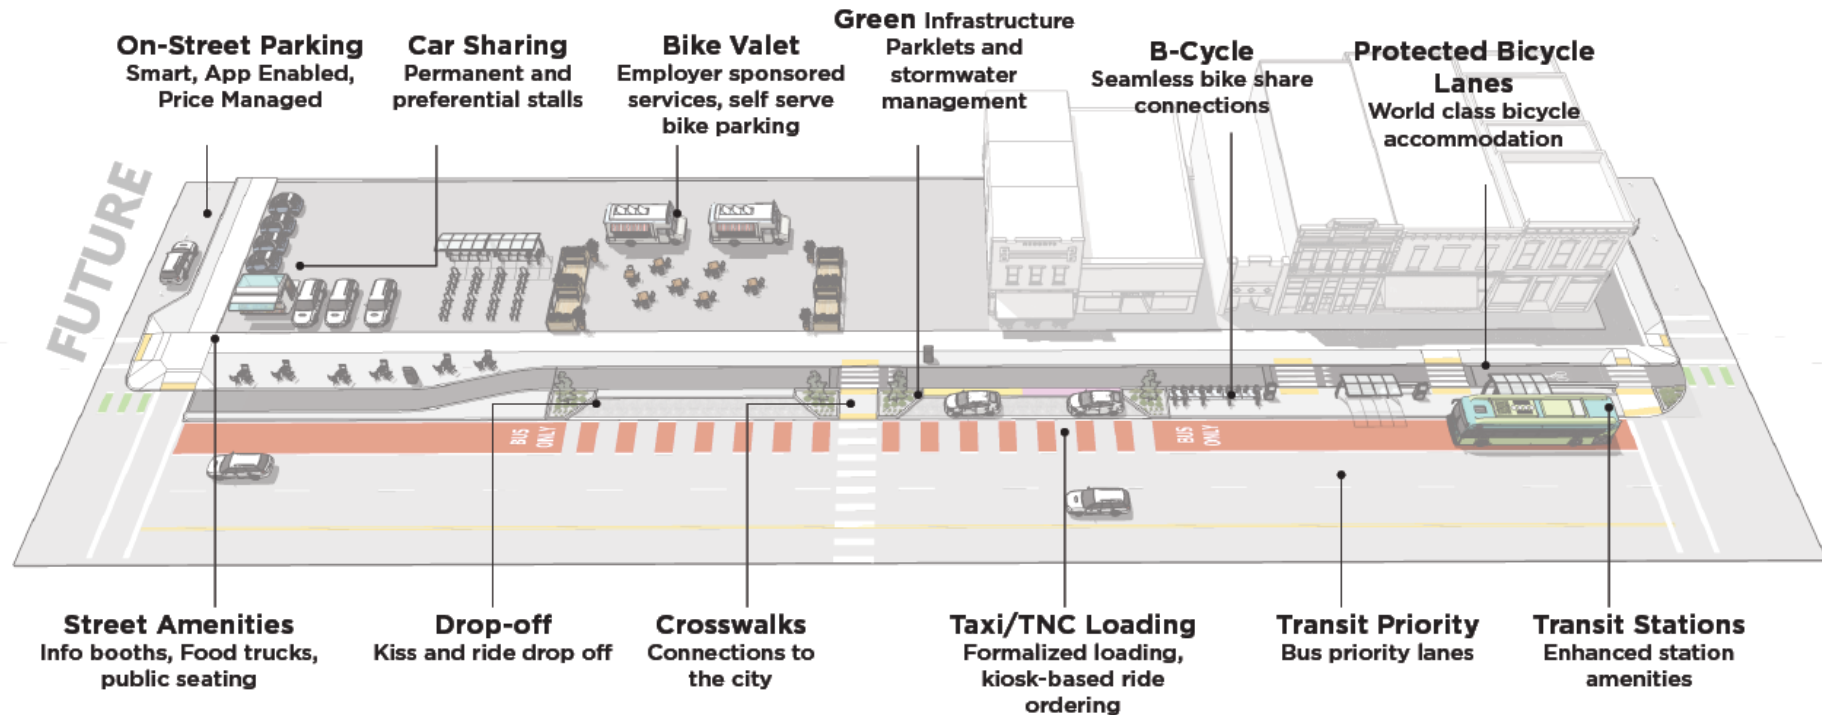 Green Infrastructure
Parklets and
stormwater
management
On-Street Parking
Smart, App Enabled,
Price Managed
Car Sharing
Permanent and
preferential stalls
Bike Valet
Employer sponsored
services, self serve
bike parking
B-Cycle
Seamless bike share
connections
Protected Bicycle
Lanes
World class bicycle
accommodation
FUTURE
BUS
ONLY
BUS
ONLY
Street Amenities
Info booths, Food trucks,
public seating
Drop-off
Kiss and ride drop off
Crosswalks
Connections to
the city
Taxi/TNC Loading
Formalized loading,
kiosk-based ride
ordering
Transit Priority
Bus priority lanes
Transit Stations
Enhanced station
amenities